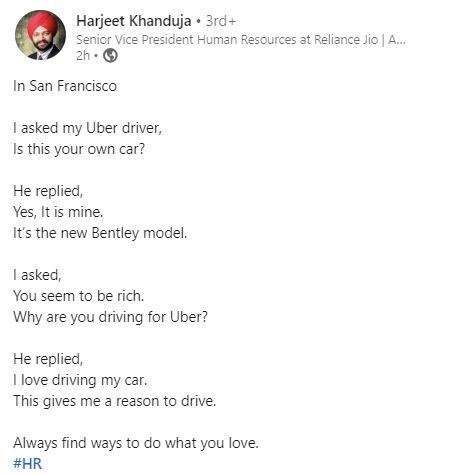 Harjeet Khanduja • 3rd+
Senior Vice President Human Resources at Reliance Jio | A...
2h •
In San Francisco
I asked my Uber driver,
Is this your own car?
He replied,
Yes, It is mine.
It's the new Bentley model.
I asked,
You seem to be rich.
Why are you driving for Uber?
He replied,
I love driving my car.
This gives me a reason to drive.
Always find ways to do what you love.
#HR